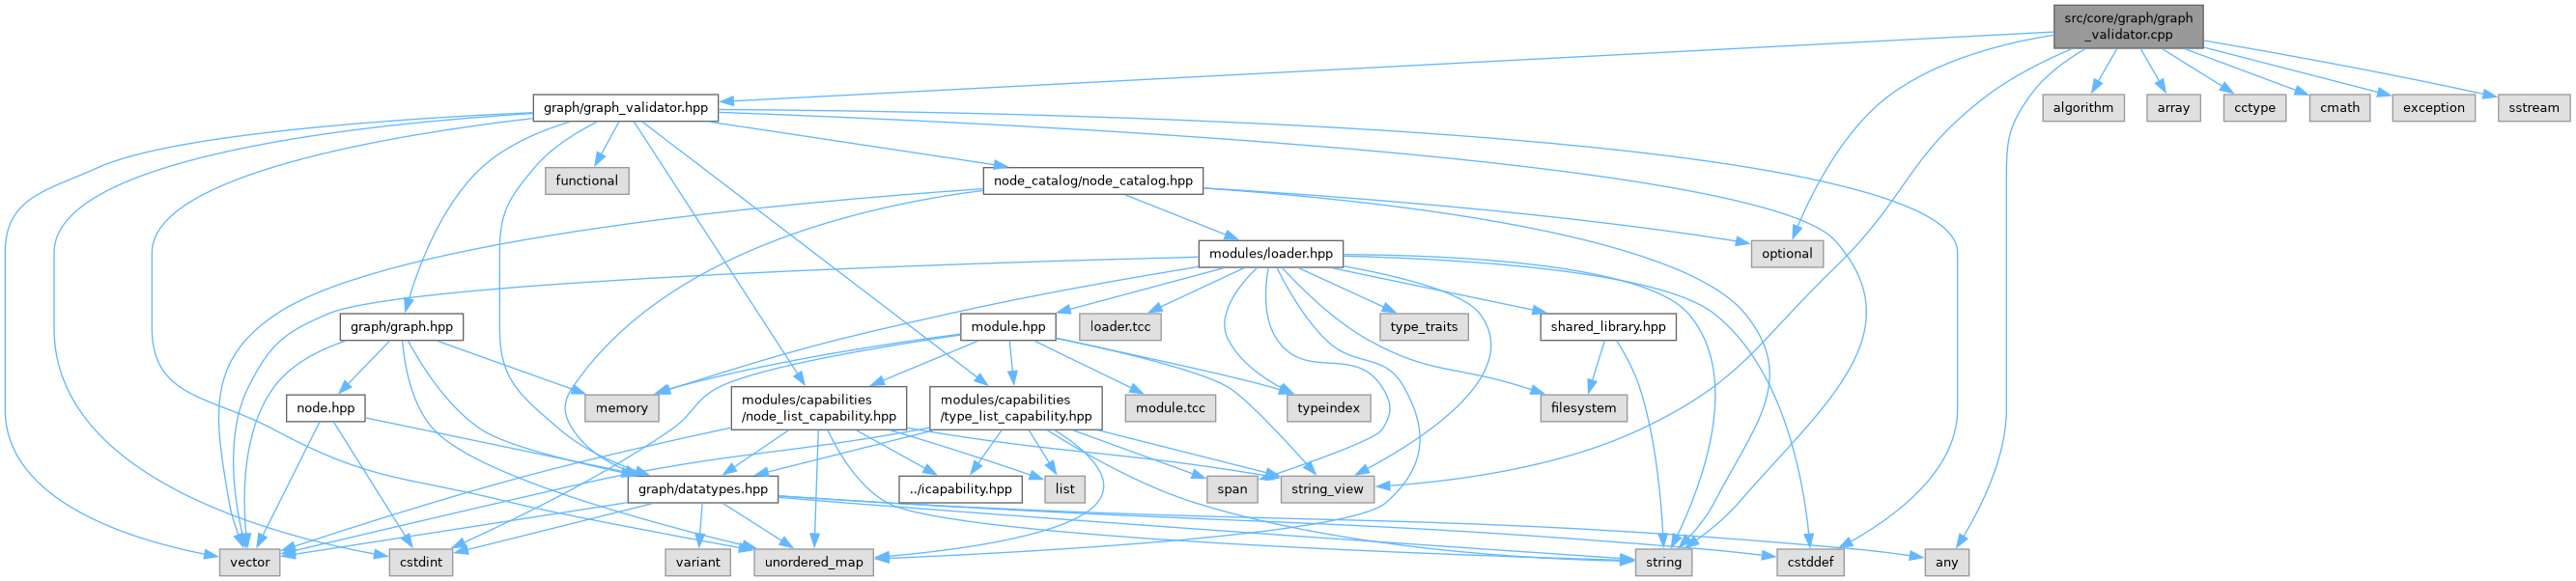 src/core/graph/graph
_validator.cpp
graph/graph_validator.hpp
algorithm
array
cctype
cmath
exception
sstream
functional
node_catalog/node_catalog.hpp
modules/loader.hpp
optional
graph/graph.hpp
module.hpp
loader.tcc
type_traits
shared_library.hpp
node.hpp
memory
modules/capabilities
/node_list_capability.hpp
modules/capabilities
/type_list_capability.hpp
module.tcc
typeindex
filesystem
graph/datatypes.hpp
../icapability.hpp
list
span
string_view
vector
cstdint
variant
unordered_map
string
cstddef
any